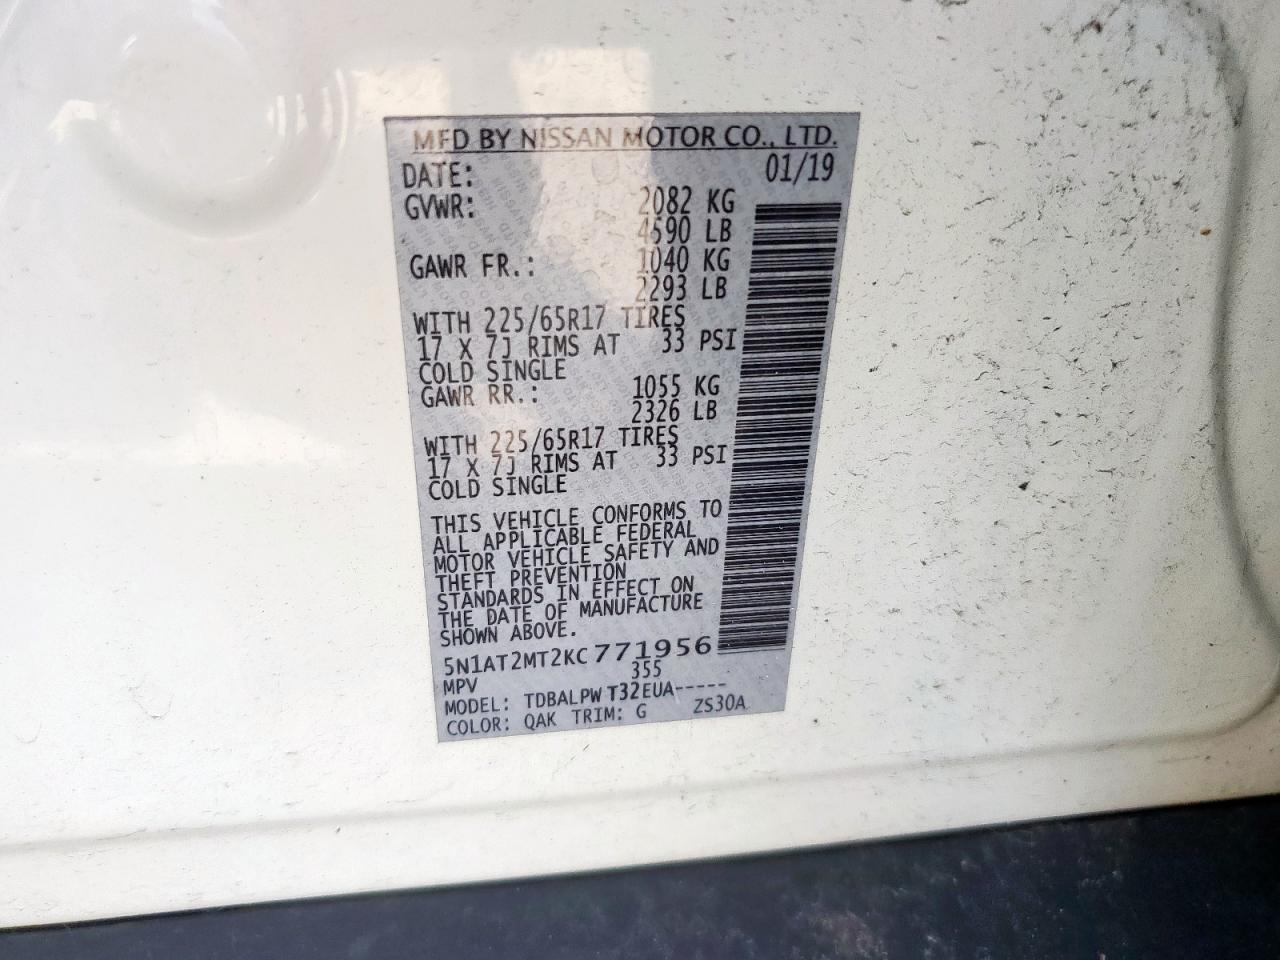 MFD BY NISSAN MOTOR CO., LTD.
DATE: 01/19
GVWR: 2082 KG
4590 LB
GAWR FR.: 1040 KG
2293 LB
WITH 225/65R17 TIRES
17 X 7J RIMS AT 33 PSI
COLD SINGLE
GAWR RR.: 1055 KG
2326 LB
WITH 225/65R17 TIRES
17 X 7J RIMS AT 33 PSI
COLD SINGLE
THIS VEHICLE CONFORMS TO
ALL APPLICABLE FEDERAL
MOTOR VEHICLE SAFETY AND
THEFT PREVENTION
STANDARDS IN EFFECT ON
THE DATE OF MANUFACTURE
SHOWN ABOVE.
5N1AT2MT2KC771956
MPV 355
MODEL: TDBALPWT32EUA-----
COLOR: QAK TRIM: G ZS30A